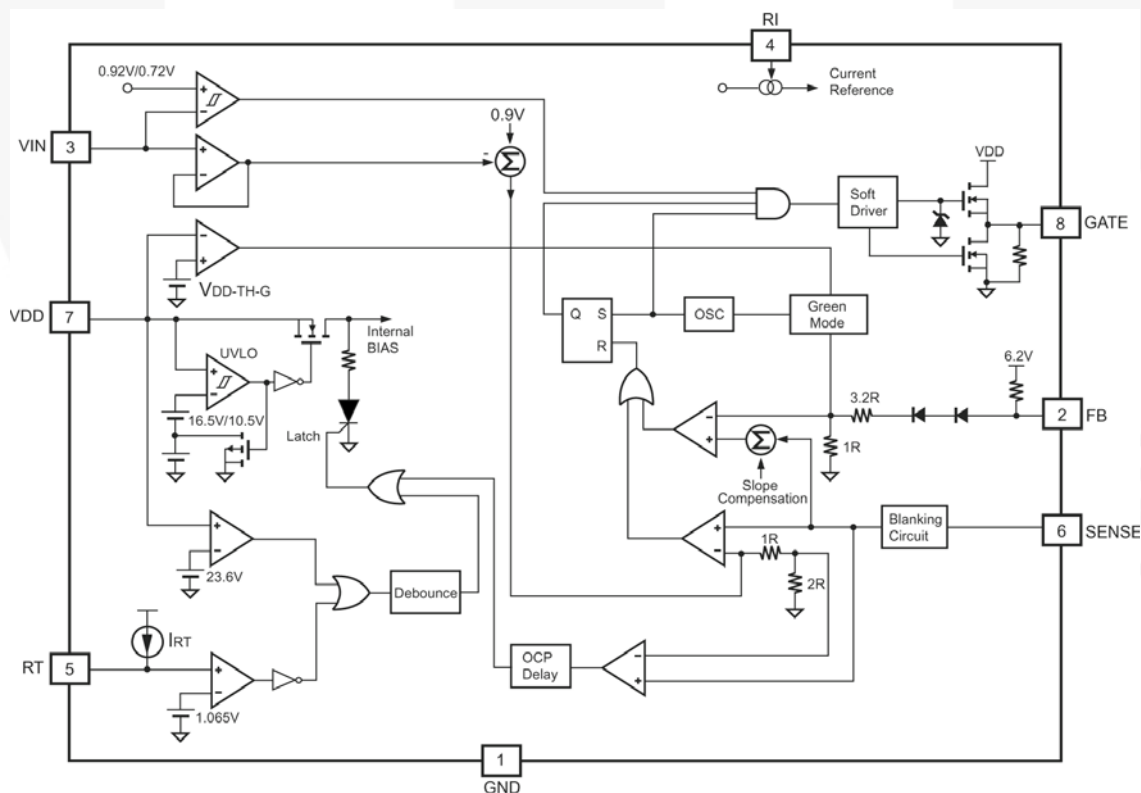 RI
4
Current
Reference
0.92V/0.72V
+
-
VIN
3
+
-
0.9V
-
Σ
VDD
Soft
Driver
8
GATE
-
+
VDD-TH-G
VDD
7
Internal
BIAS
Q
S
R
OSC
Green
Mode
UVLO
+
-
16.5V/10.5V
Latch
6.2V
3.2R
2
FB
-
+
Σ
1R
Slope
Compensation
+
-
1R
2R
Blanking
Circuit
6
SENSE
+
-
23.6V
Debounce
IRT
RT
5
+
-
1.065V
OCP
Delay
-
+
1
GND